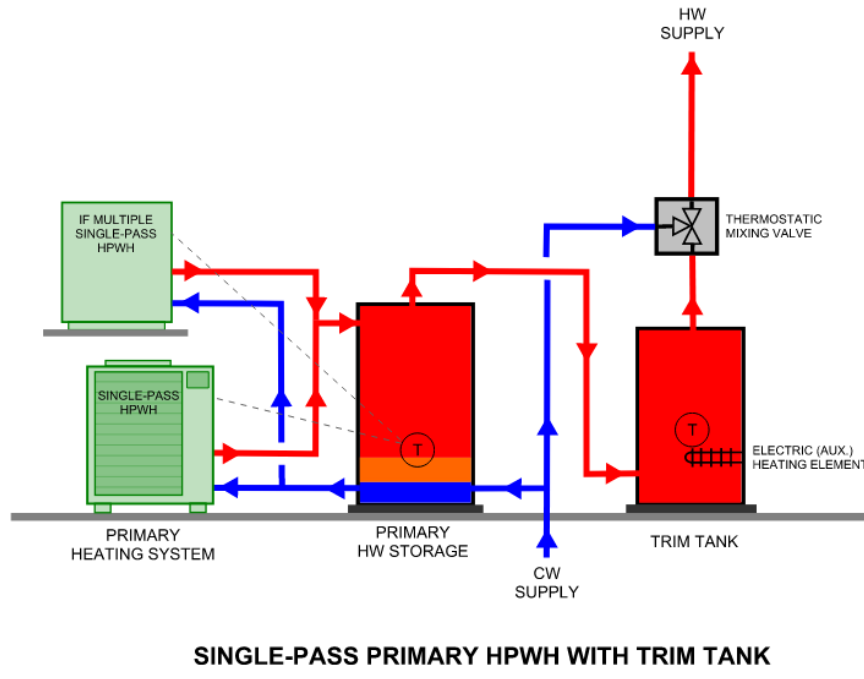 HW
SUPPLY
IF MULTIPLE
SINGLE-PASS
HPWH
THERMOSTATIC
MIXING VALVE
SINGLE-PASS
HPWH
T
T
ELECTRIC (AUX.)
HEATING ELEMENT
PRIMARY
HEATING SYSTEM
PRIMARY
HW STORAGE
TRIM TANK
CW
SUPPLY
SINGLE-PASS PRIMARY HPWH WITH TRIM TANK